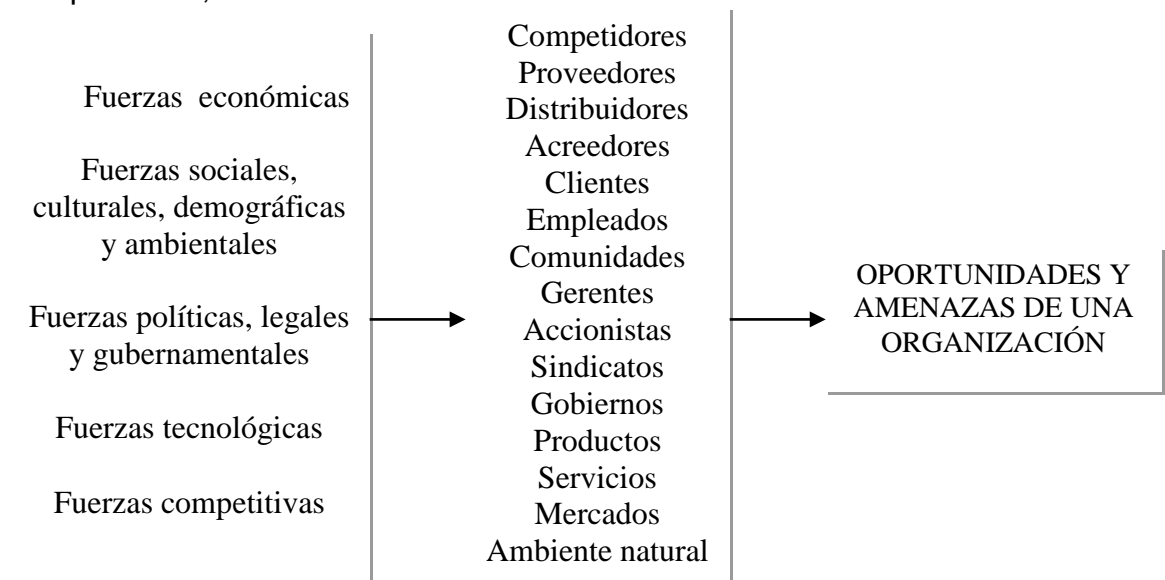 Fuerzas económicas
Fuerzas sociales,
culturales, demográficas
y ambientales
Fuerzas políticas, legales
y gubernamentales
Fuerzas tecnológicas
Fuerzas competitivas
Competidores
Proveedores
Distribuidores
Acreedores
Clientes
Empleados
Comunidades
Gerentes
Accionistas
Sindicatos
Gobiernos
Productos
Servicios
Mercados
Ambiente natural
OPORTUNIDADES Y
AMENAZAS DE UNA
ORGANIZACIÓN